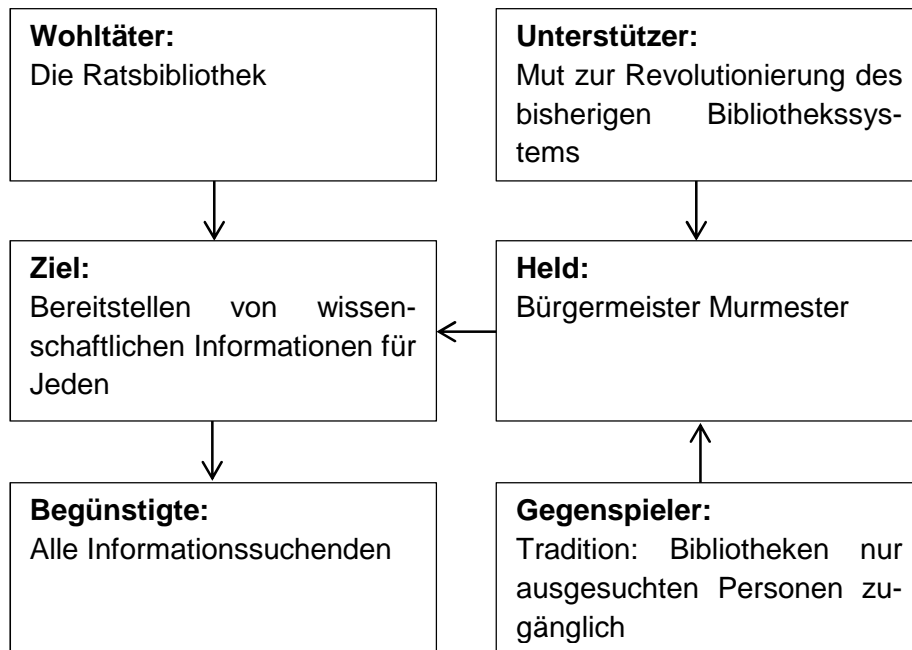 Wohltäter:
Die Ratsbibliothek
Unterstützer:
Mut zur Revolutionierung des
bisherigen Bibliothekssys-
tems
Ziel:
Bereitstellen von wissen-
schaftlichen Informationen für
Jeden
Held:
Bürgermeister Murmester
Begünstigte:
Alle Informationssuchenden
Gegenspieler:
Tradition: Bibliotheken nur
ausgesuchten Personen zu-
gänglich